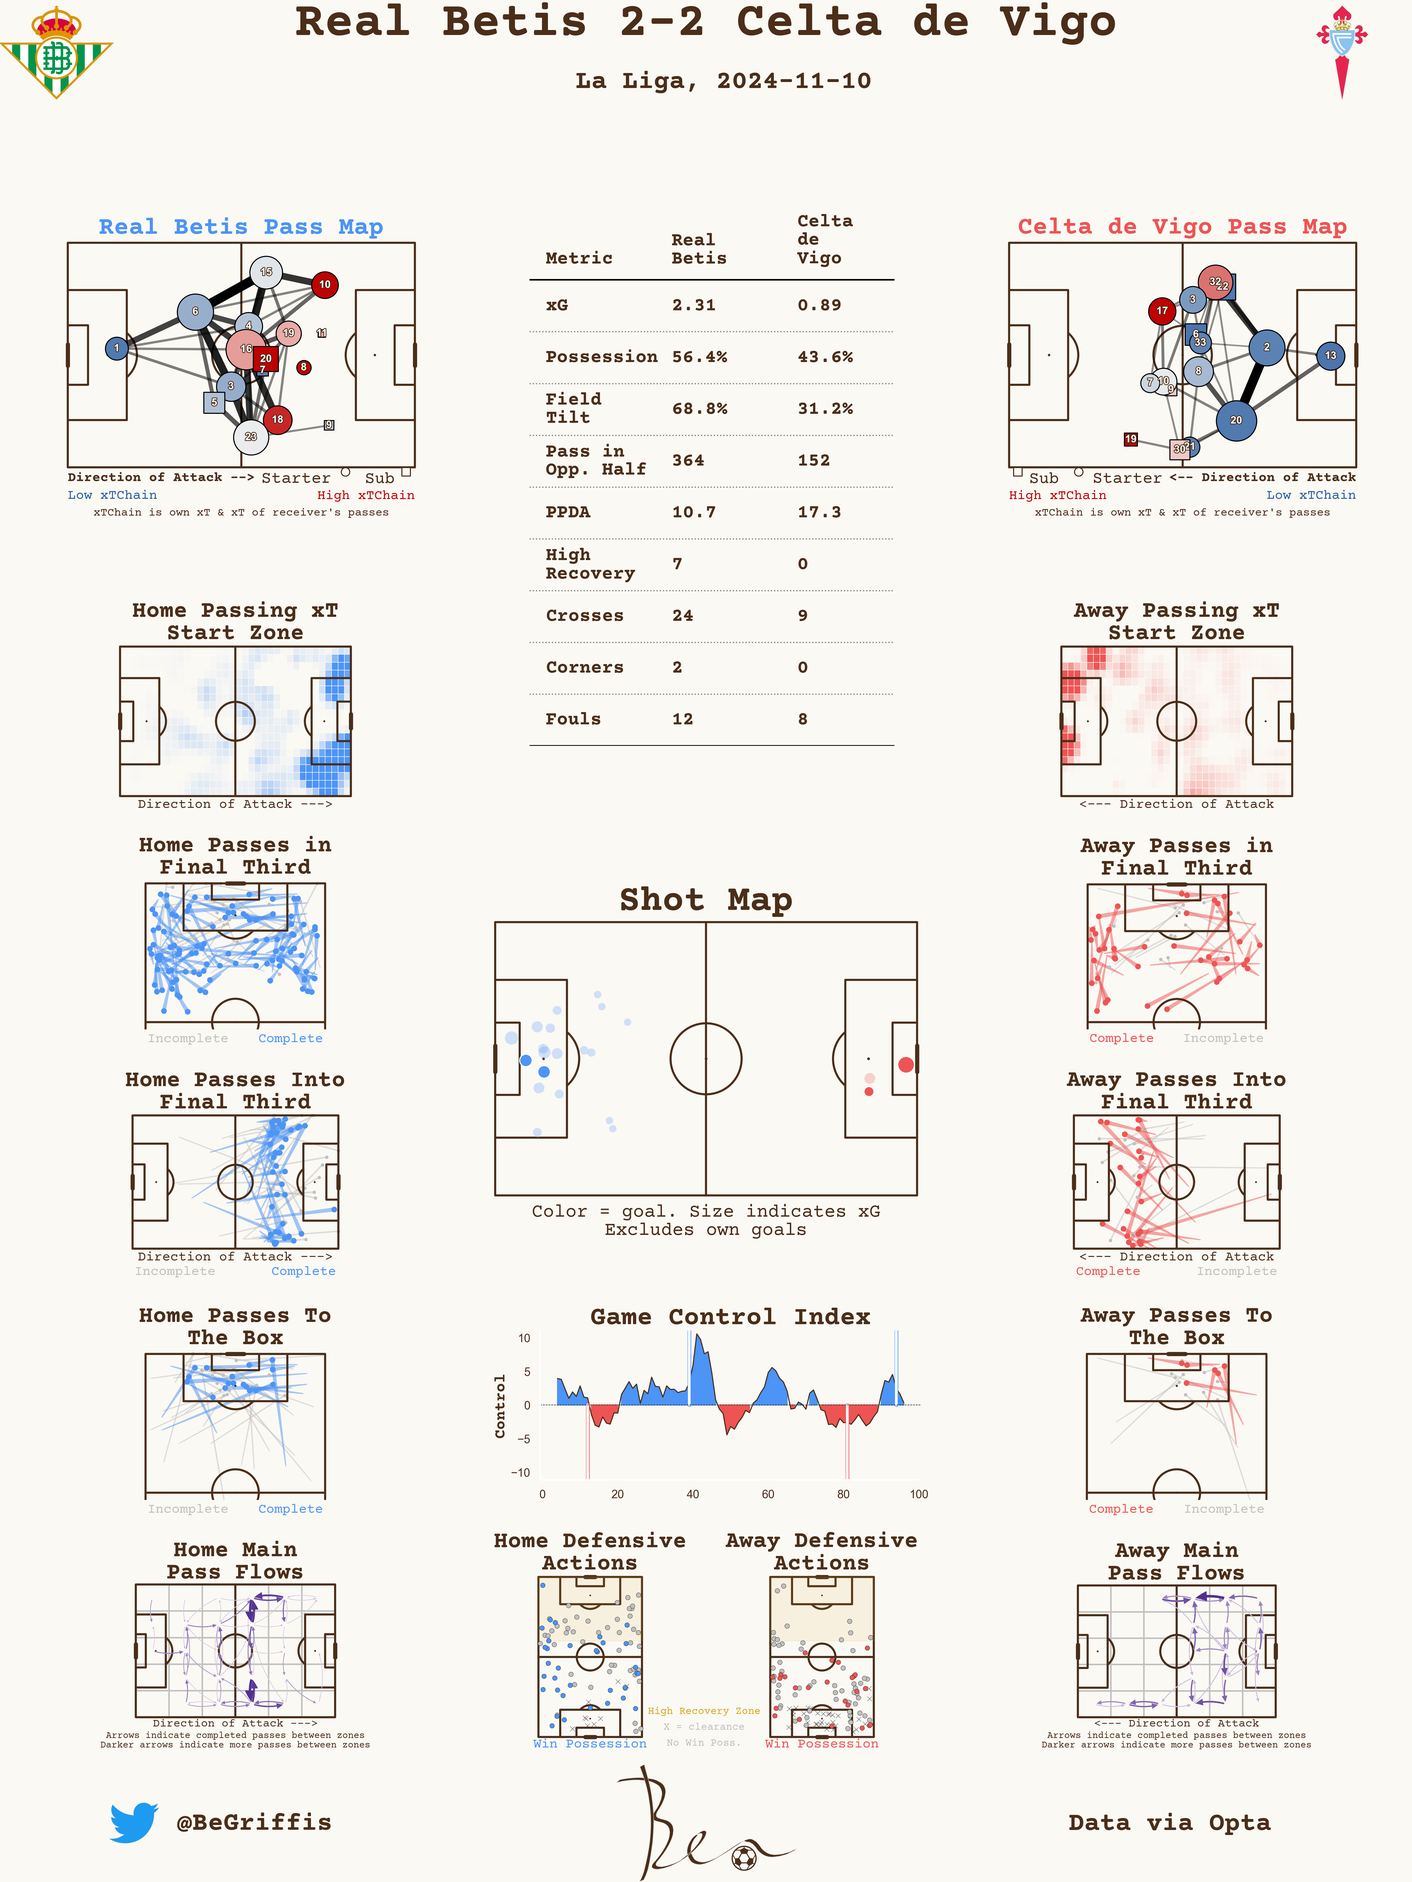 Real Betis 2-2 Celta de Vigo
La Liga, 2024-11-10
Real Betis Pass Map
15
10
6
4
19
11
1
16
20
7
8
3
5
18
23
9
Direction of Attack --> Starter Sub
Low xTChain High xTChain
xTChain is own xT & xT of receiver's passes
Metric Real Betis Celta de Vigo
xG 2.31 0.89
Possession 56.4% 43.6%
Field Tilt 68.8% 31.2%
Pass in Opp. Half 364 152
PPDA 10.7 17.3
High Recovery 7 0
Crosses 24 9
Corners 2 0
Fouls 12 8
Celta de Vigo Pass Map
32
22
3
17
6
33
2
13
8
7
10
9
20
19
30
21
Sub Starter <-- Direction of Attack
High xTChain Low xTChain
xTChain is own xT & xT of receiver's passes
Home Passing xT
Start Zone
Direction of Attack --->
Away Passing xT
Start Zone
<--- Direction of Attack
Home Passes in
Final Third
Incomplete Complete
Away Passes in
Final Third
Complete Incomplete
Shot Map
Color = goal. Size indicates xG
Excludes own goals
Home Passes Into
Final Third
Direction of Attack --->
Incomplete Complete
Away Passes Into
Final Third
<--- Direction of Attack
Complete Incomplete
Home Passes To
The Box
Incomplete Complete
Game Control Index
Control
10
5
0
−5
−10
0 20 40 60 80 100
Away Passes To
The Box
Complete Incomplete
Home Main
Pass Flows
Direction of Attack --->
Arrows indicate completed passes between zones
Darker arrows indicate more passes between zones
Home Defensive
Actions
Win Possession
High Recovery Zone
X = clearance
No Win Poss.
Away Defensive
Actions
Win Possession
Away Main
Pass Flows
<--- Direction of Attack
Arrows indicate completed passes between zones
Darker arrows indicate more passes between zones
@BeGriffis
Ben
Data via Opta